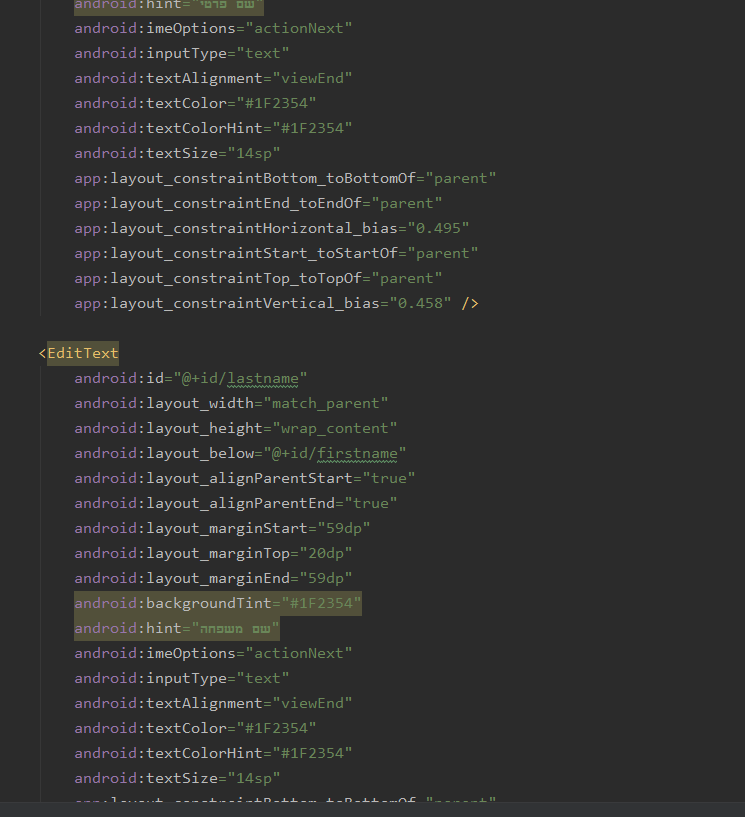 android:hint="שם פרטי"
android:imeOptions="actionNext"
android:inputType="text"
android:textAlignment="viewEnd"
android:textColor="#1F2354"
android:textColorHint="#1F2354"
android:textSize="14sp"
app:layout_constraintBottom_toBottomOf="parent"
app:layout_constraintEnd_toEndOf="parent"
app:layout_constraintHorizontal_bias="0.495"
app:layout_constraintStart_toStartOf="parent"
app:layout_constraintTop_toTopOf="parent"
app:layout_constraintVertical_bias="0.458" />
<EditText
android:id="@+id/lastname"
android:layout_width="match_parent"
android:layout_height="wrap_content"
android:layout_below="@+id/firstname"
android:layout_alignParentStart="true"
android:layout_alignParentEnd="true"
android:layout_marginStart="59dp"
android:layout_marginTop="20dp"
android:layout_marginEnd="59dp"
android:backgroundTint="#1F2354"
android:hint="שם משפחה"
android:imeOptions="actionNext"
android:inputType="text"
android:textAlignment="viewEnd"
android:textColor="#1F2354"
android:textColorHint="#1F2354"
android:textSize="14sp"
app:layout_constraintBottom_toBottomOf="parent"